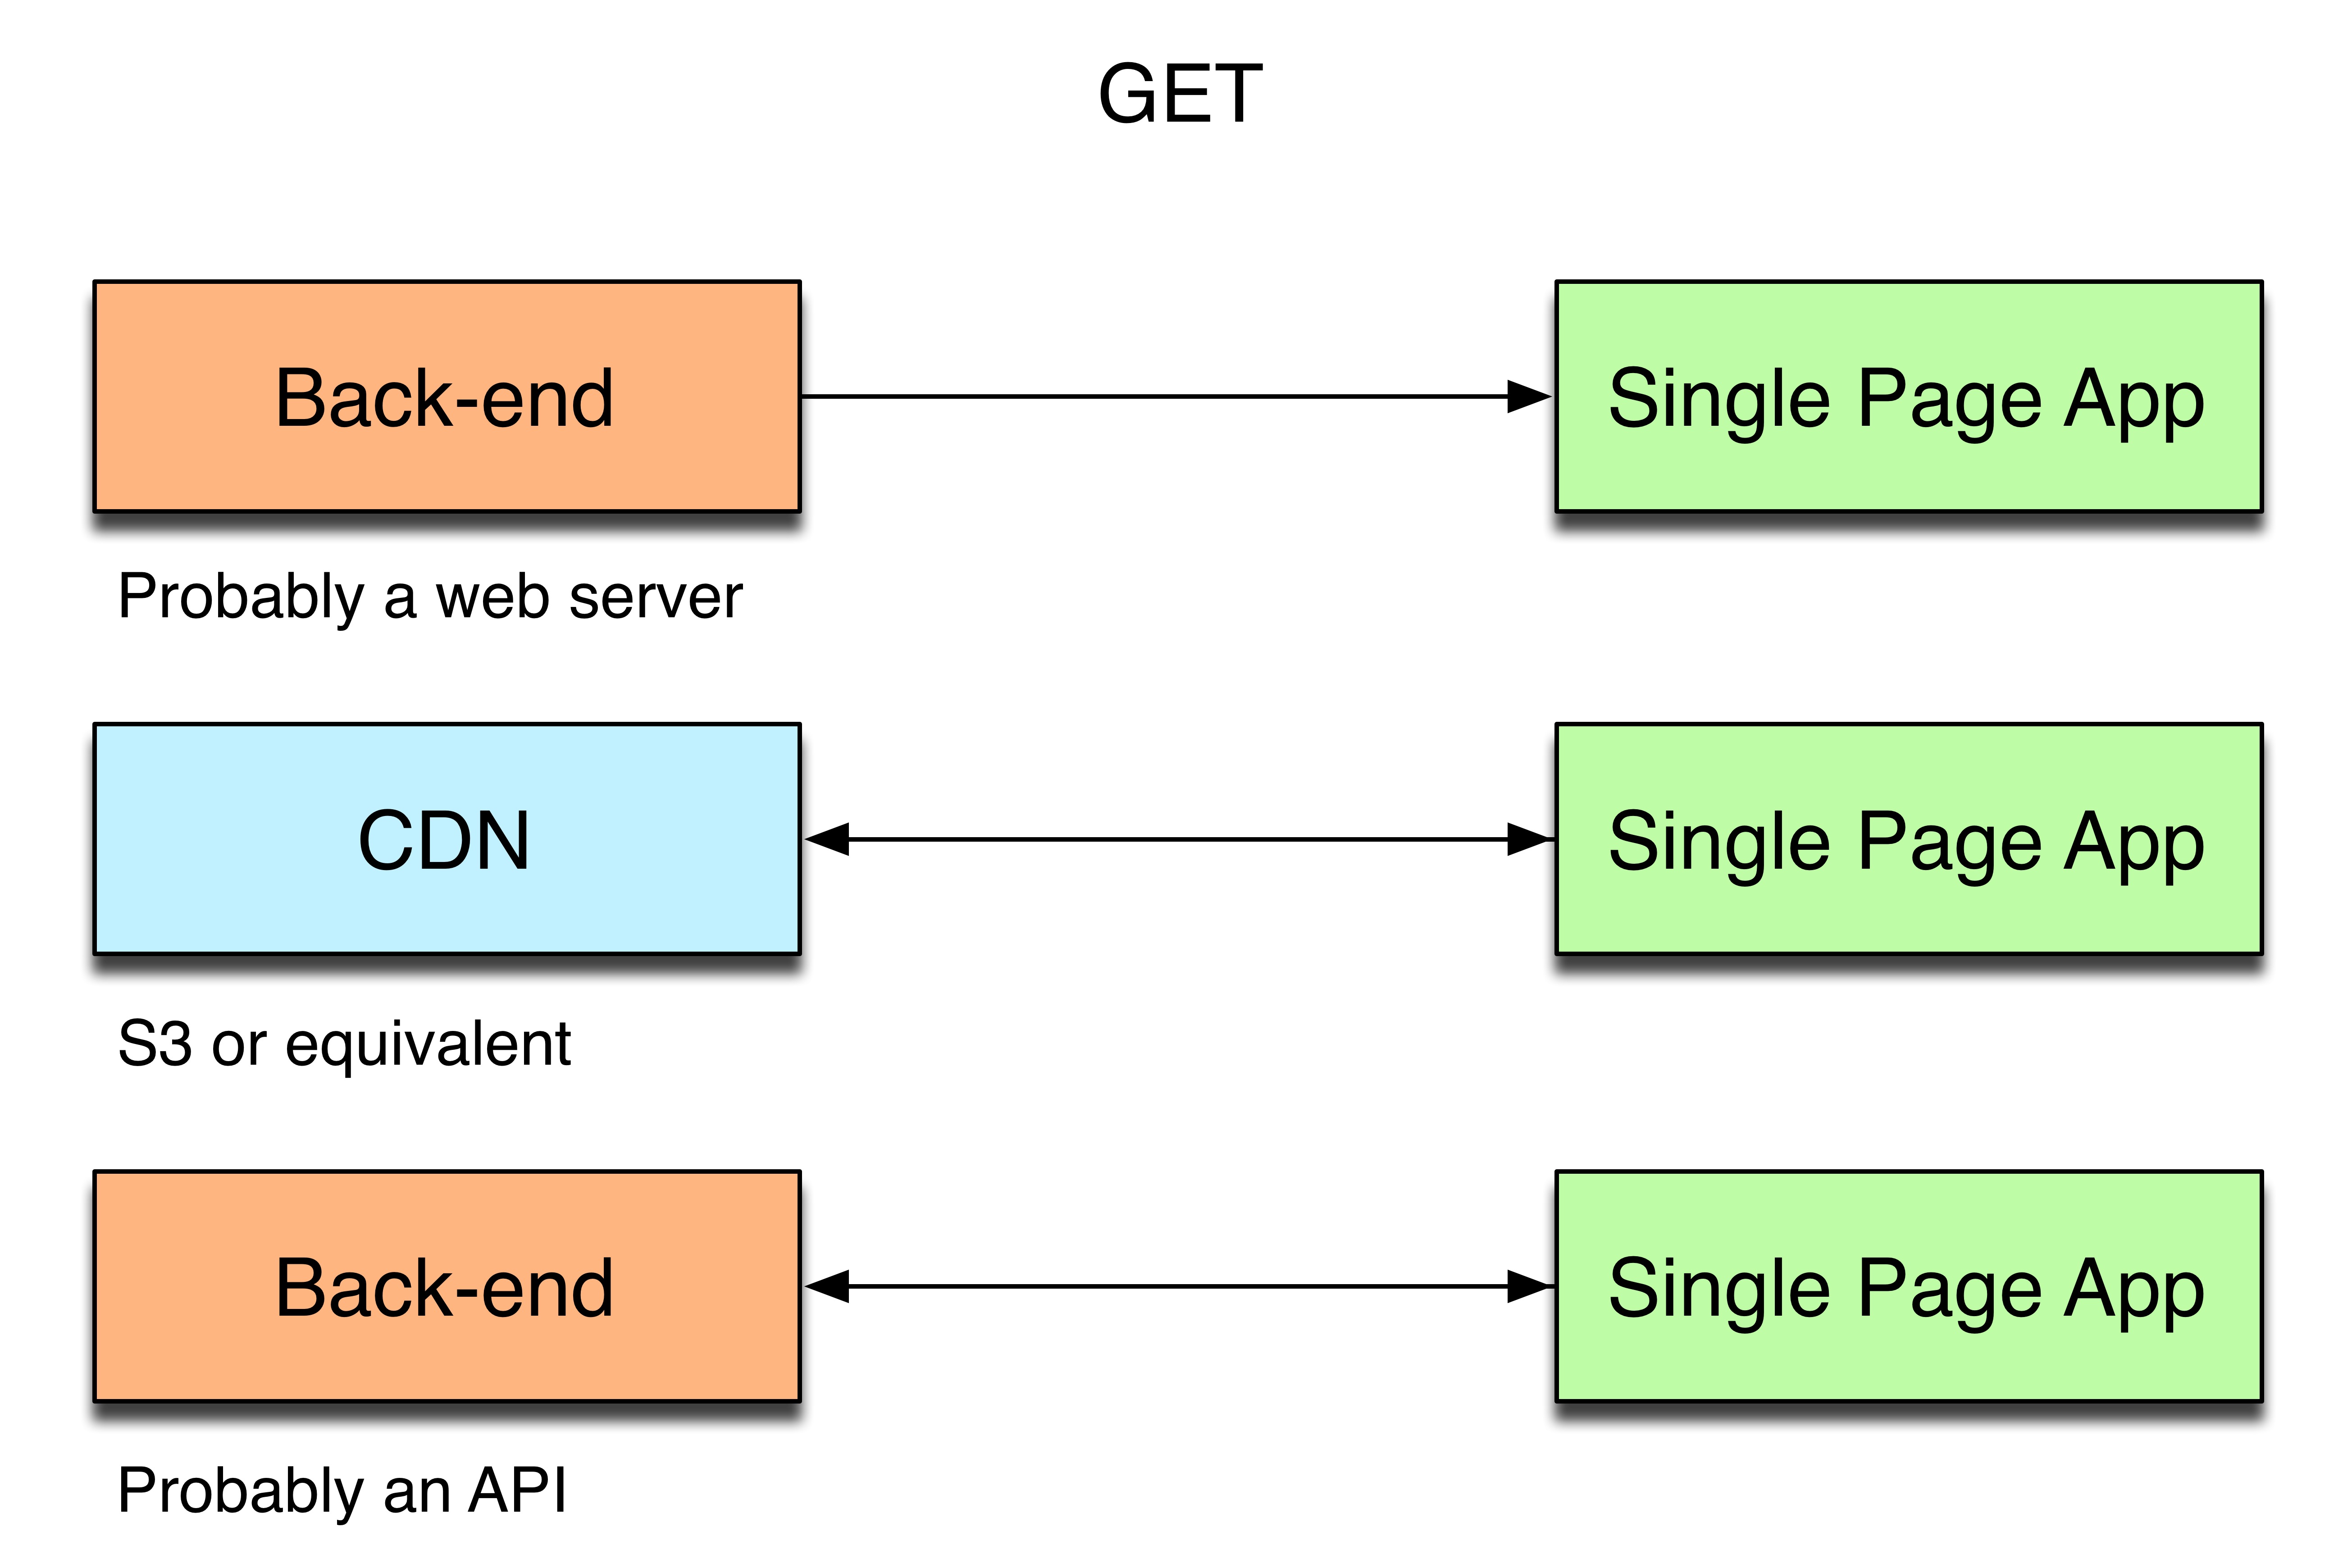 GET
Back-end
Single Page App
Probably a web server
CDN
Single Page App
S3 or equivalent
Back-end
Single Page App
Probably an API